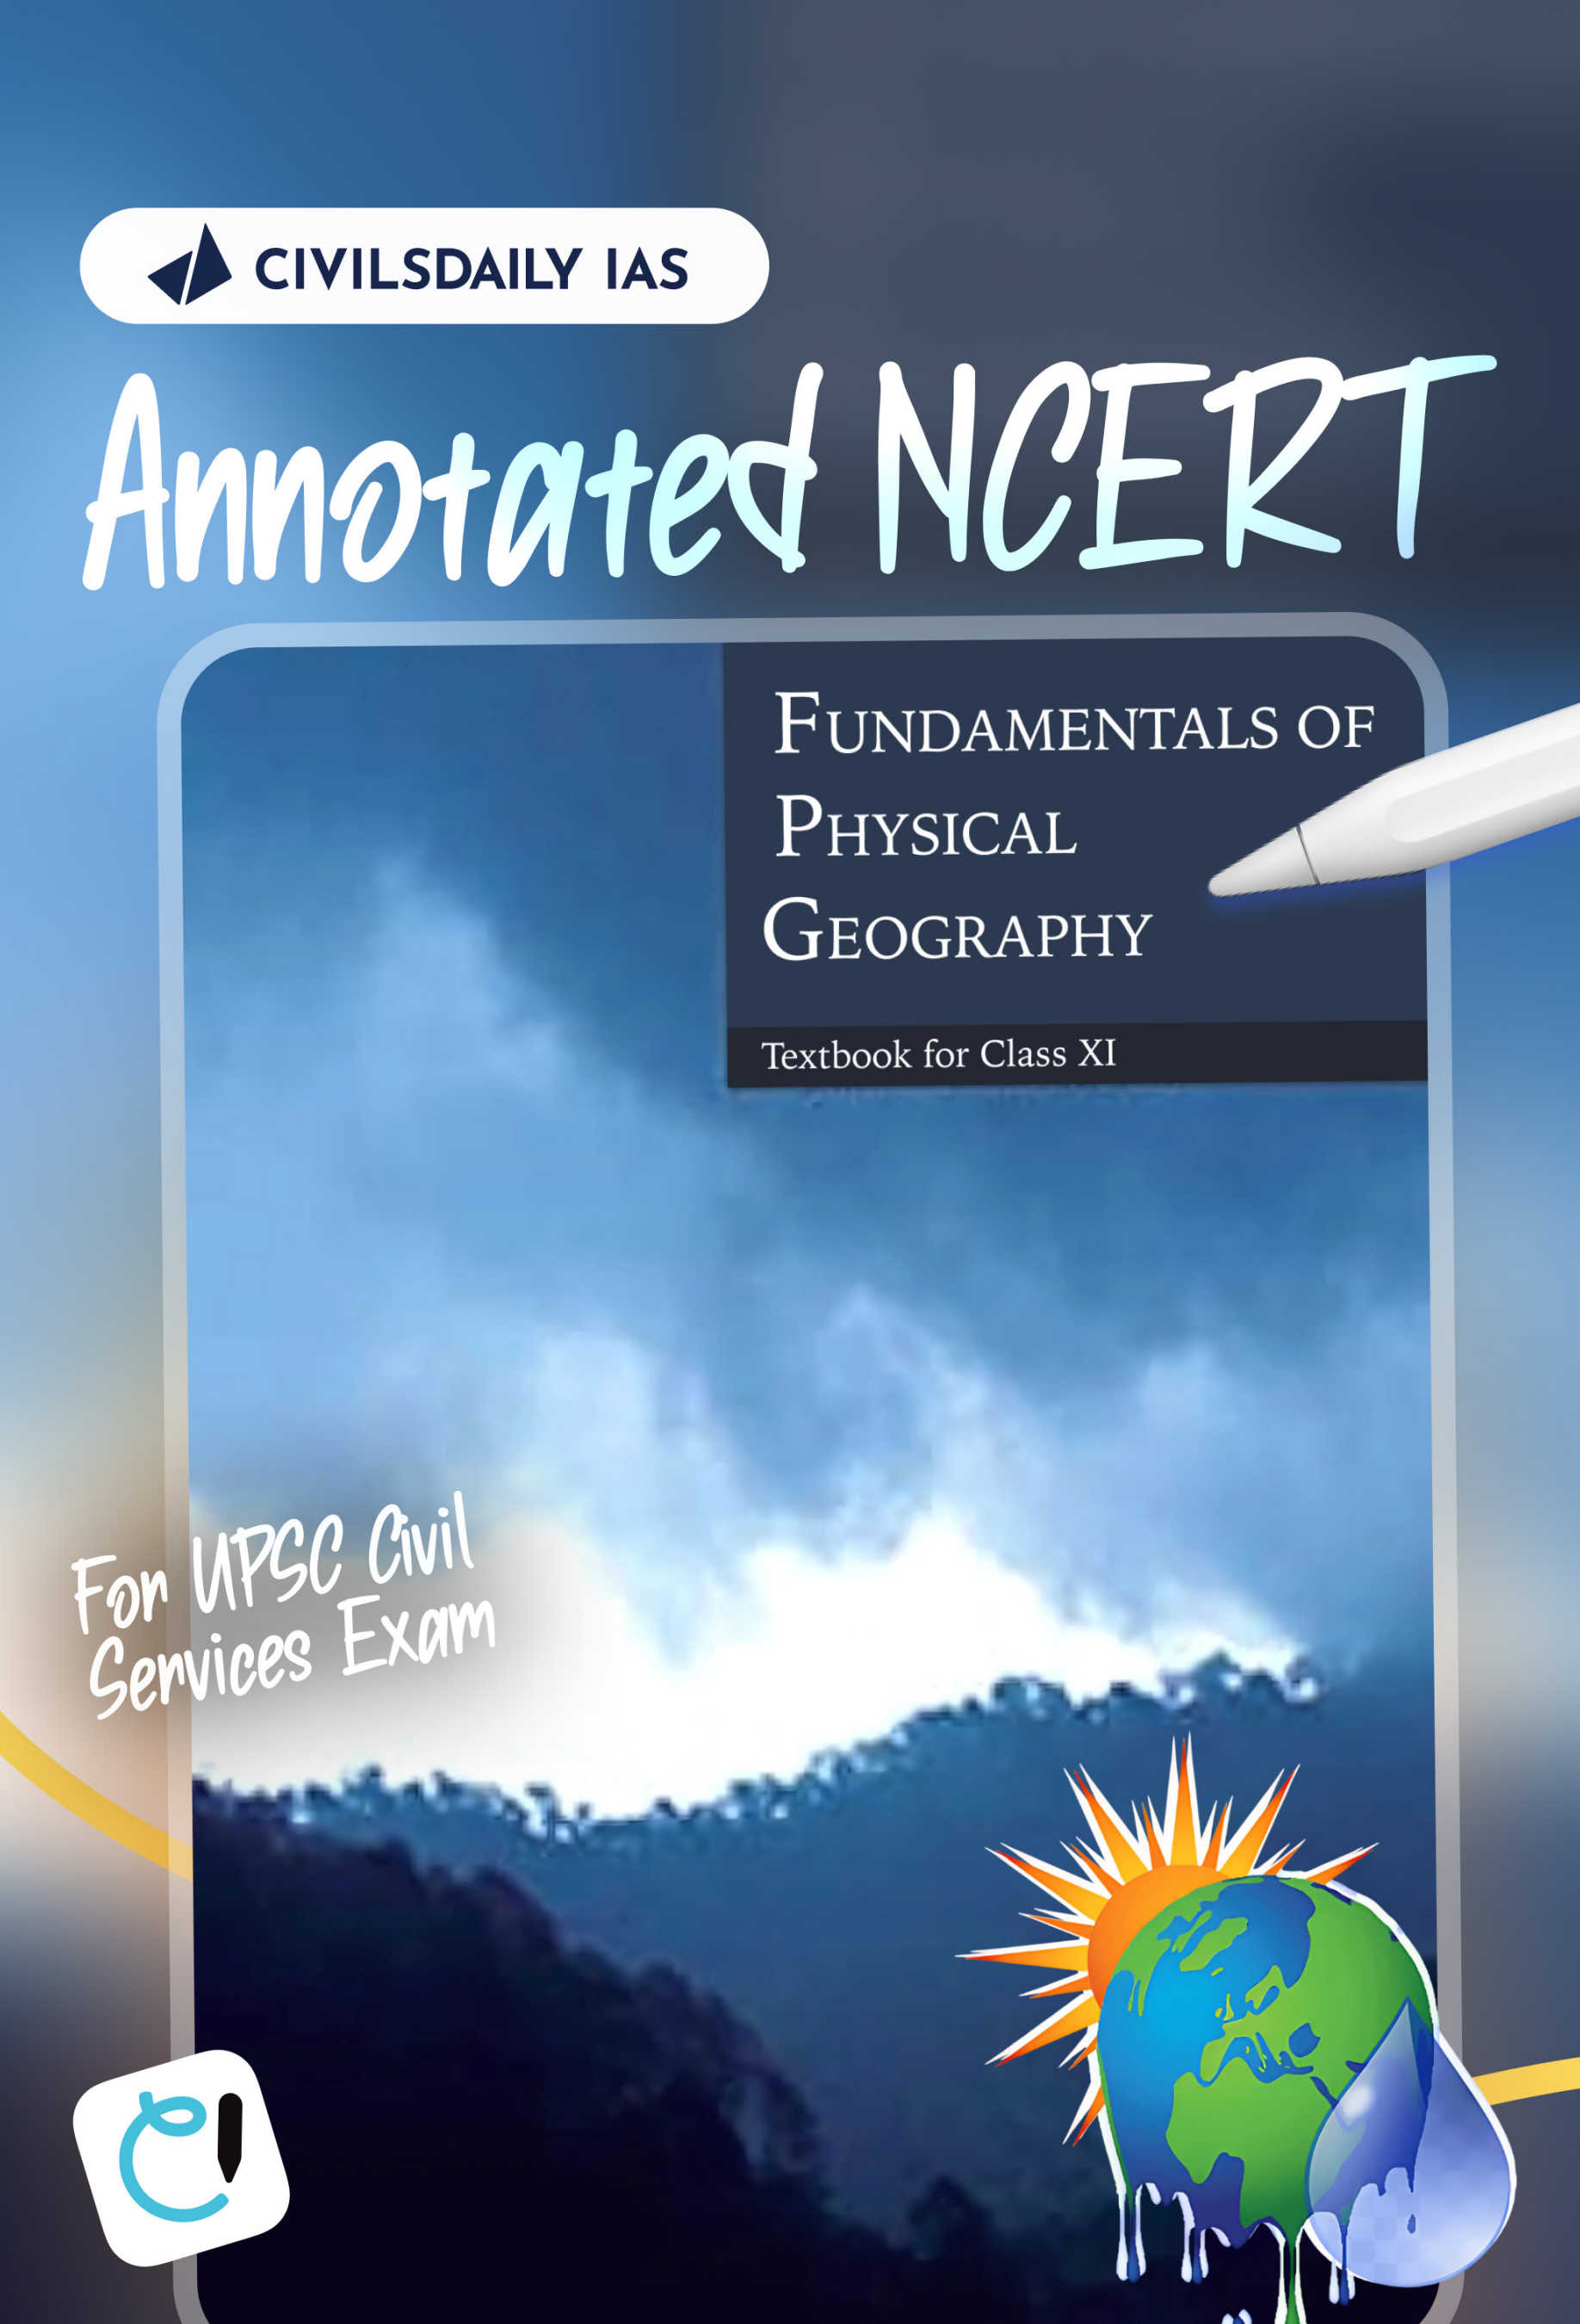 CIVILSDAILY IAS
Annotated NCERT
FUNDAMENTALS OF
PHYSICAL
GEOGRAPHY
Textbook for Class XI
For UPSC Civil
Services Exam